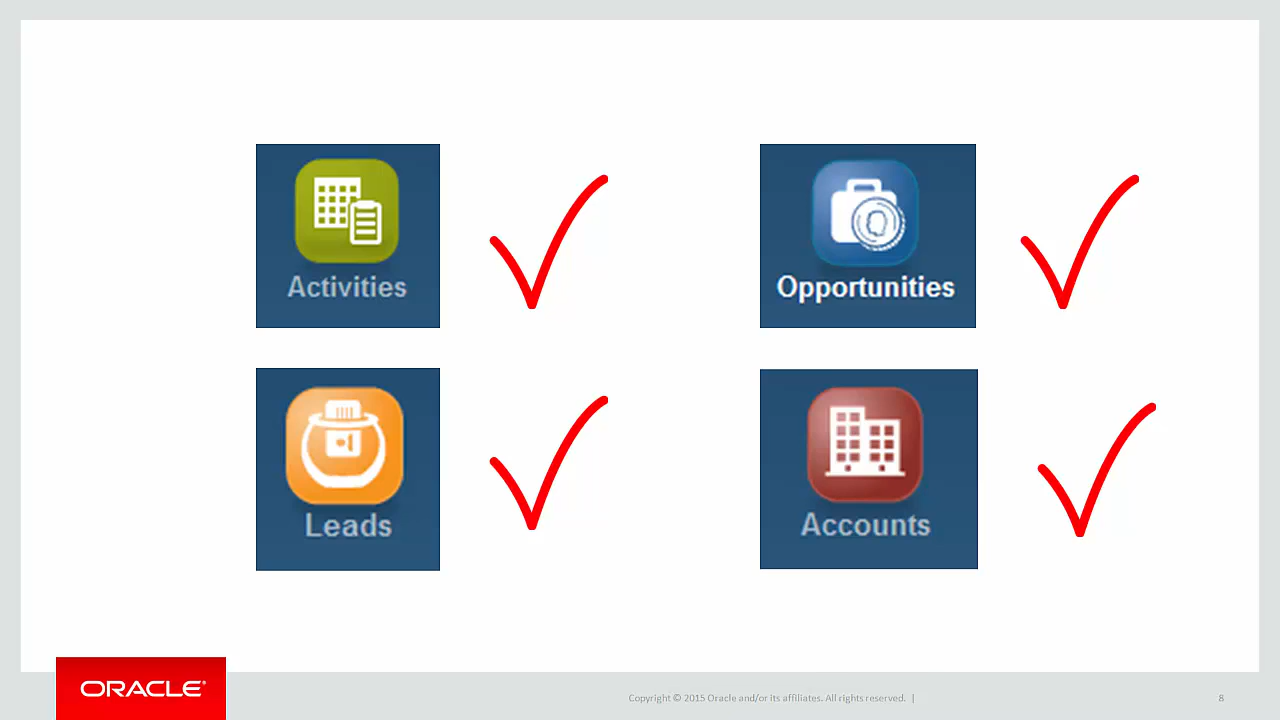 Activities
Opportunities
Leads
Accounts
ORACLE®
Copyright © 2015 Oracle and/or its affiliates. All rights reserved. |
8